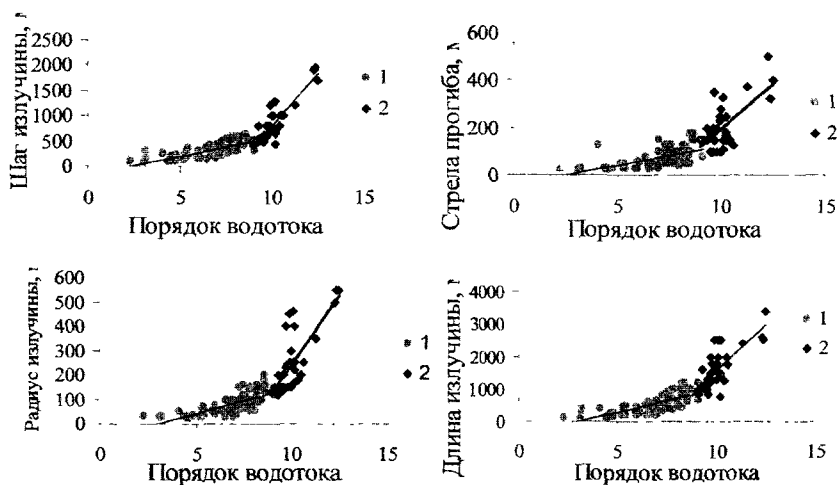 Шаг излучины, м
2500
2000
1500
1000
500
0
0 5 10 15
Порядок водотока
1
2
Стрела прогиба, м
600
400
200
0
0 5 10 15
Порядок водотока
1
2
Радиус излучины,
600
500
400
300
200
100
0
0 5 10 15
Порядок водотока
1
2
Длина излучины,
4000
3000
2000
1000
0
0 5 10 15
Порядок водотока
1
2